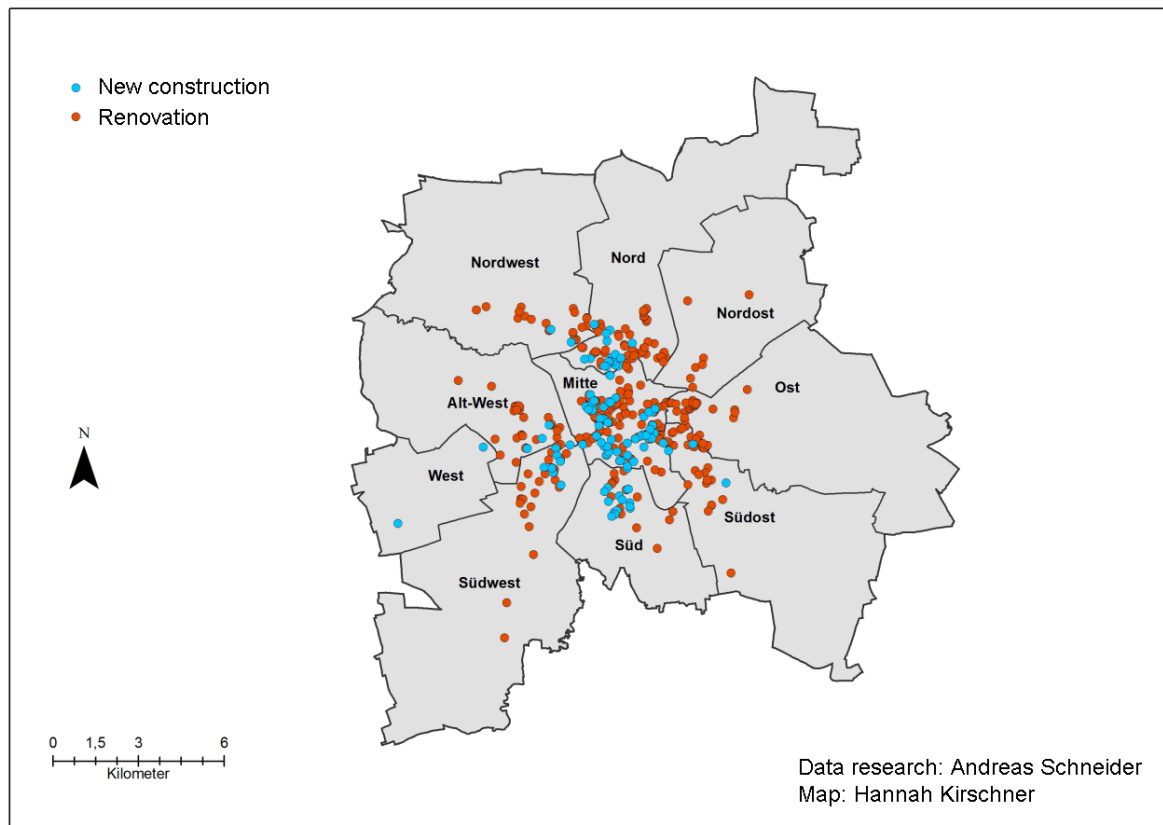 New construction
Renovation
Nord
Nordwest
Nordost
Mitte
Ost
Alt-West
N
West
Südost
Süd
Südwest
0 1,5 3 6
Kilometer
Data research: Andreas Schneider
Map: Hannah Kirschner